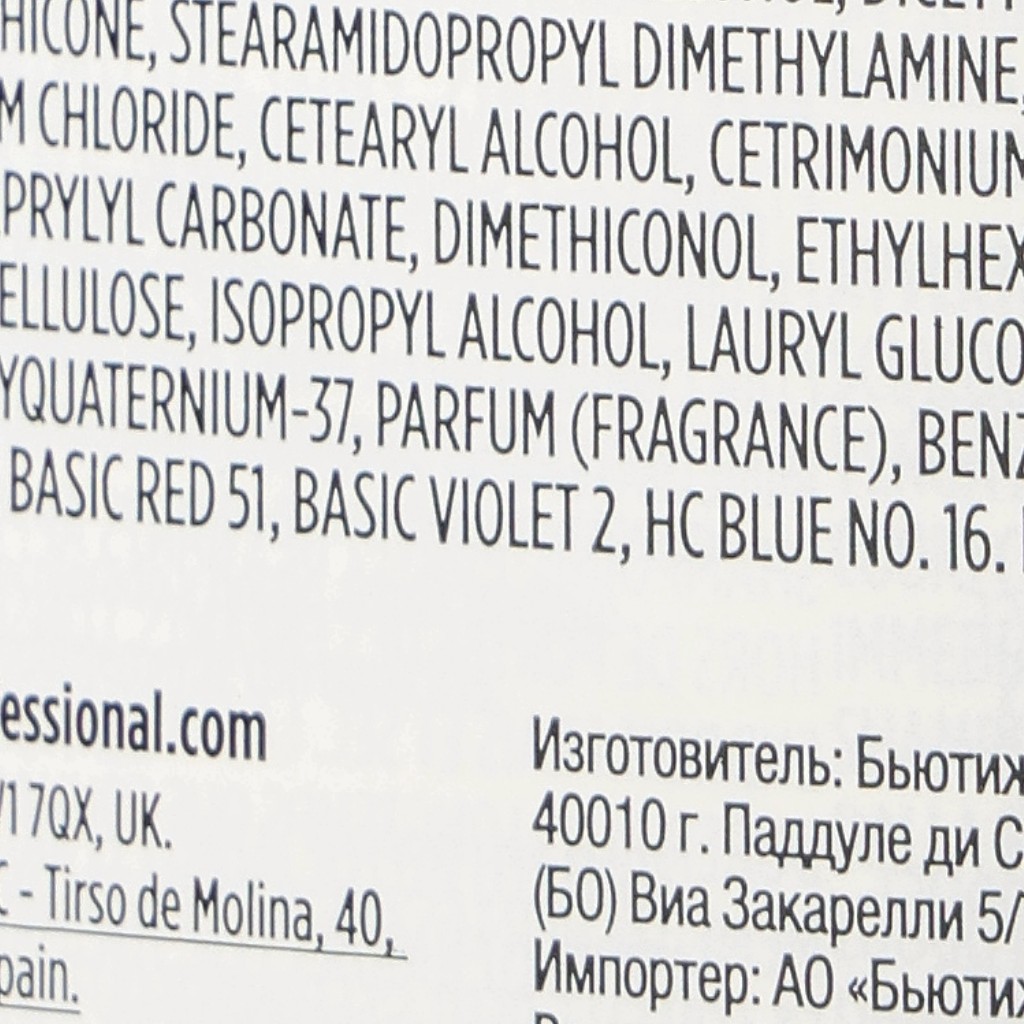 HICONE, STEARAMIDOPROPYL DIMETHYLAMINE,
M CHLORIDE, CETEARYL ALCOHOL, CETRIMONIUM
PRYLYL CARBONATE, DIMETHICONOL, ETHYLHEX
ELLULOSE, ISOPROPYL ALCOHOL, LAURYL GLUCO
YQUATERNIUM-37, PARFUM (FRAGRANCE), BENZ
BASIC RED 51, BASIC VIOLET 2, HC BLUE NO. 16.
essional.com
1 7QX, UK.
- Tirso de Molina, 40,
pain.
Изготовитель: Бьютиж
40010 г. Паддуле ди С
(БО) Виа Закарелли 5/
Импортер: АО «Бьютиж